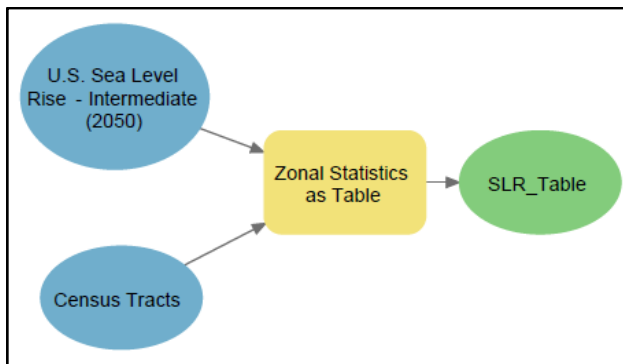 U.S. Sea Level
Rise - Intermediate
(2050)
Zonal Statistics
as Table
SLR_Table
Census Tracts